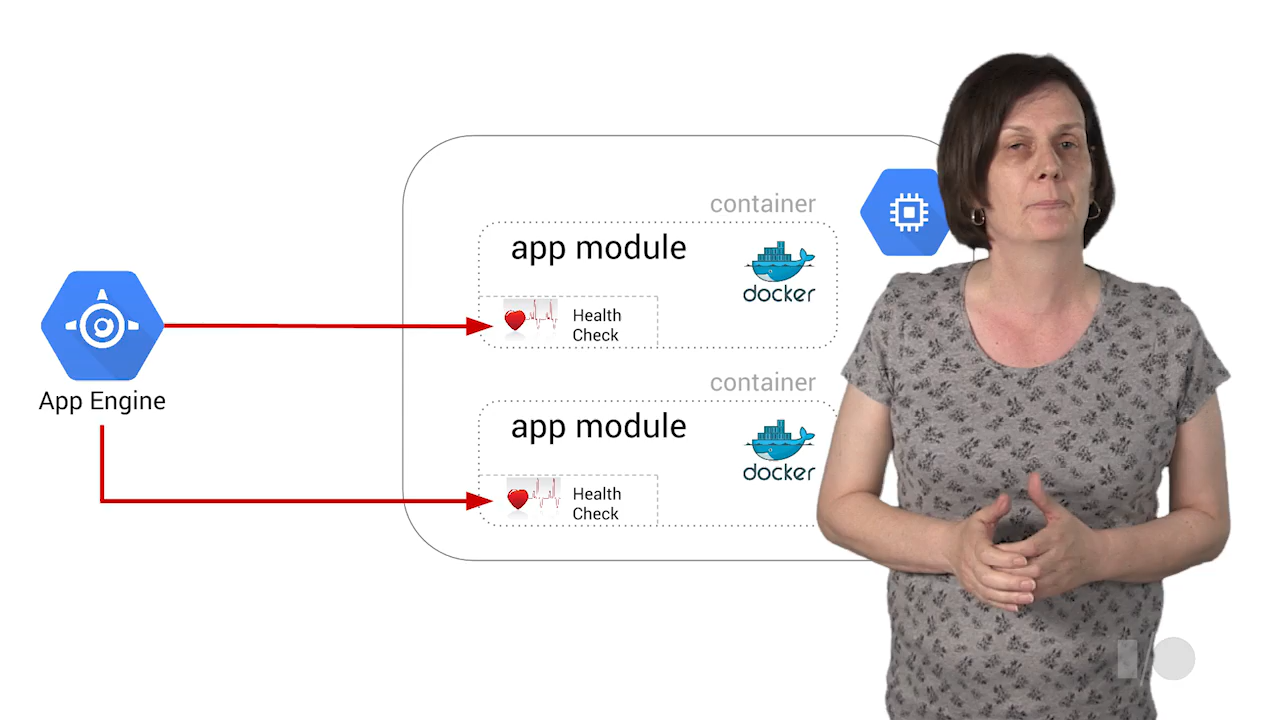 container
app module
docker
Health
Check
App Engine
container
app module
docker
Health
Check
I/O